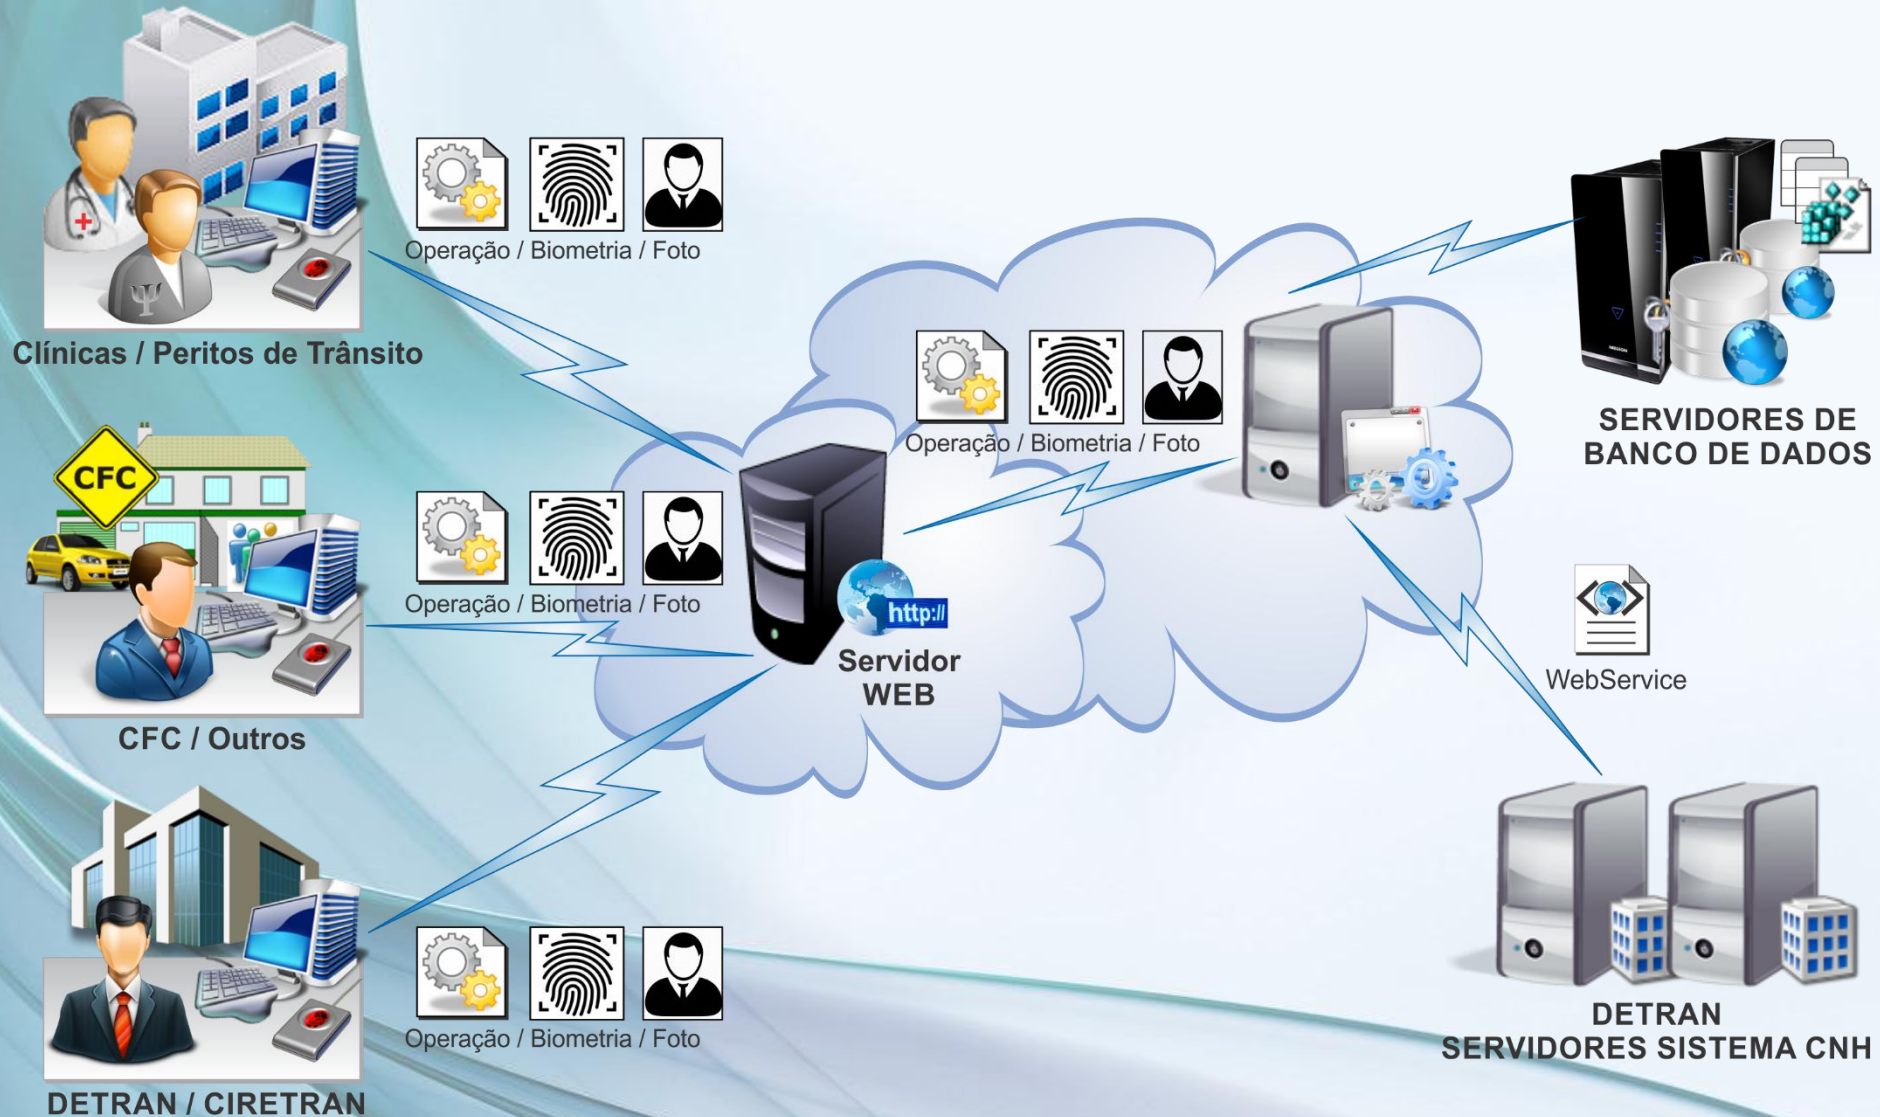 Operação / Biometria / Foto
Clínicas / Peritos de Trânsito
CFC
Operação / Biometria / Foto
CFC / Outros
Operação / Biometria / Foto
DETRAN / CIRETRAN
Operação / Biometria / Foto
http://
Servidor
WEB
SERVIDORES DE
BANCO DE DADOS
WebService
DETRAN
SERVIDORES SISTEMA CNH